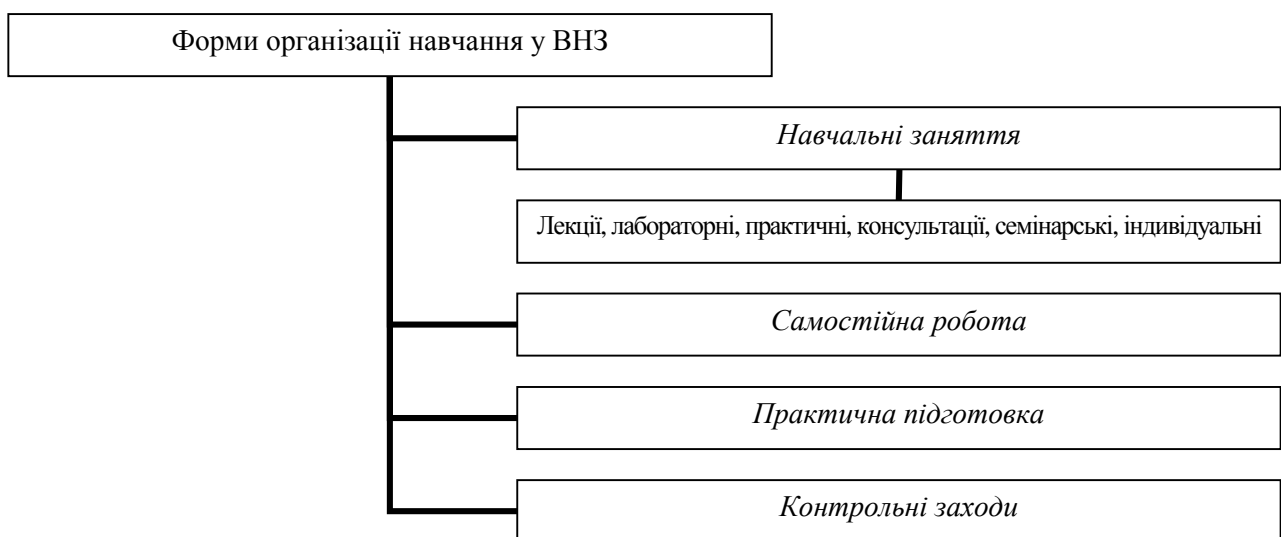 Форми організації навчання у ВНЗ
Навчальні заняття
Лекції, лабораторні, практичні, консультації, семінарські, індивідуальні
Самостійна робота
Практична підготовка
Контрольні заходи